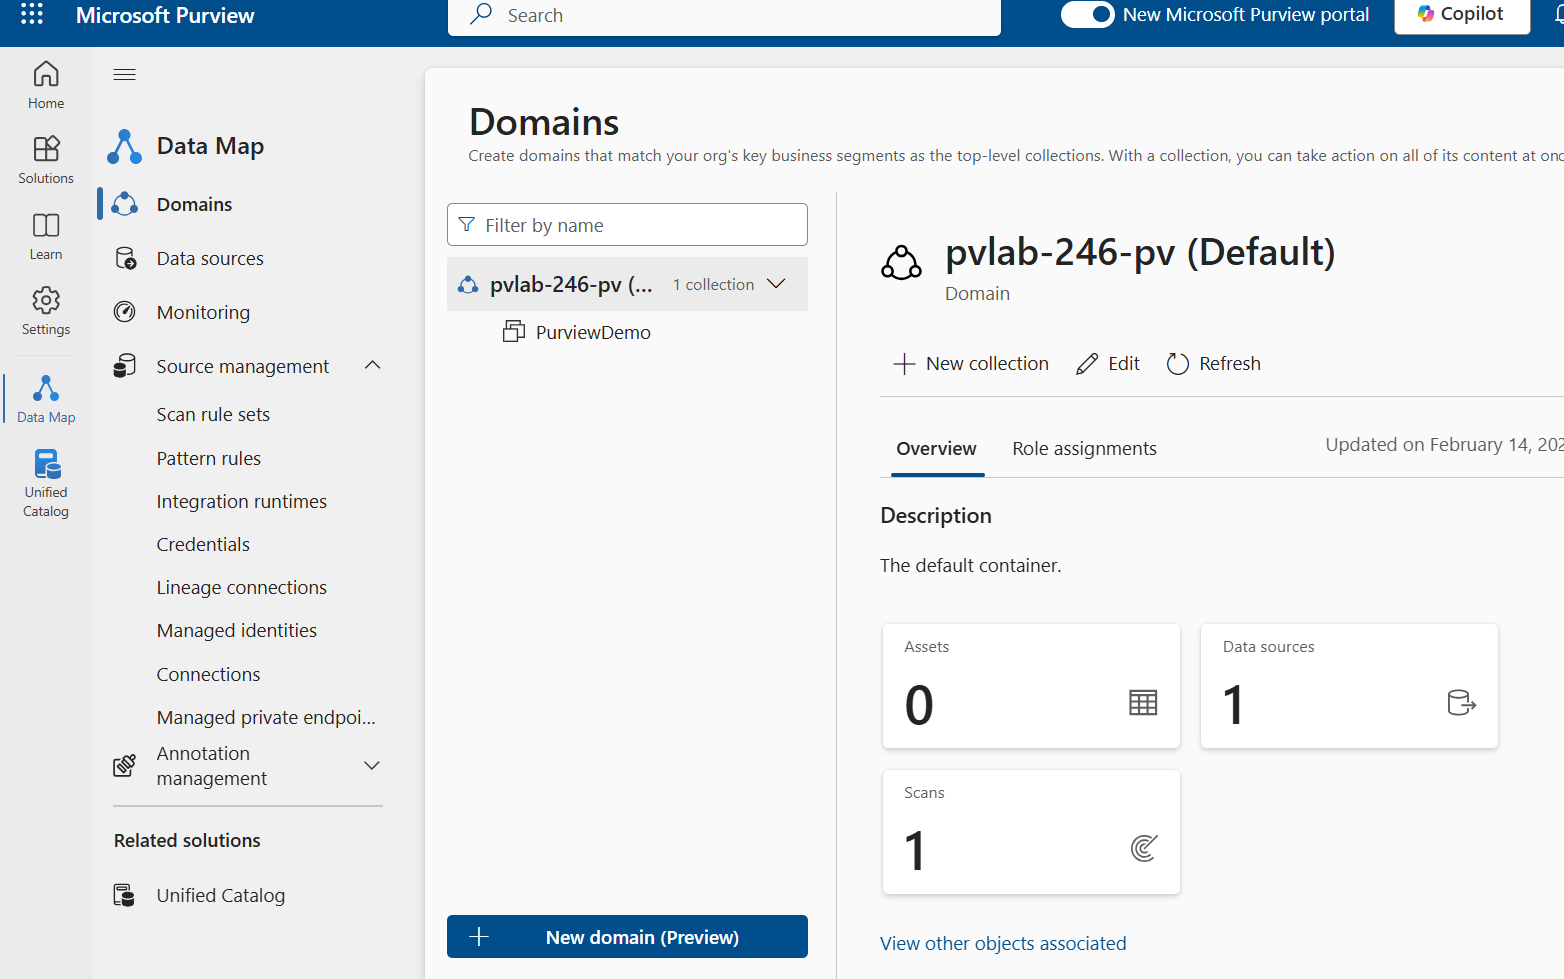 Microsoft Purview
Search
New Microsoft Purview portal
Copilot
Home
Solutions
Learn
Settings
Data Map
Unified
Catalog
Data Map
Domains
Data sources
Monitoring
Source management
Scan rule sets
Pattern rules
Integration runtimes
Credentials
Lineage connections
Managed identities
Connections
Managed private endpoi...
Annotation
management
Related solutions
Unified Catalog
Domains
Create domains that match your org's key business segments as the top-level collections. With a collection, you can take action on all of its content at onc
Filter by name
pvlab-246-pv (... 1 collection
PurviewDemo
New domain (Preview)
pvlab-246-pv (Default)
Domain
New collection Edit Refresh
Overview Role assignments
Updated on February 14, 202
Description
The default container.
Assets
0
Data sources
1
Scans
1
View other objects associated